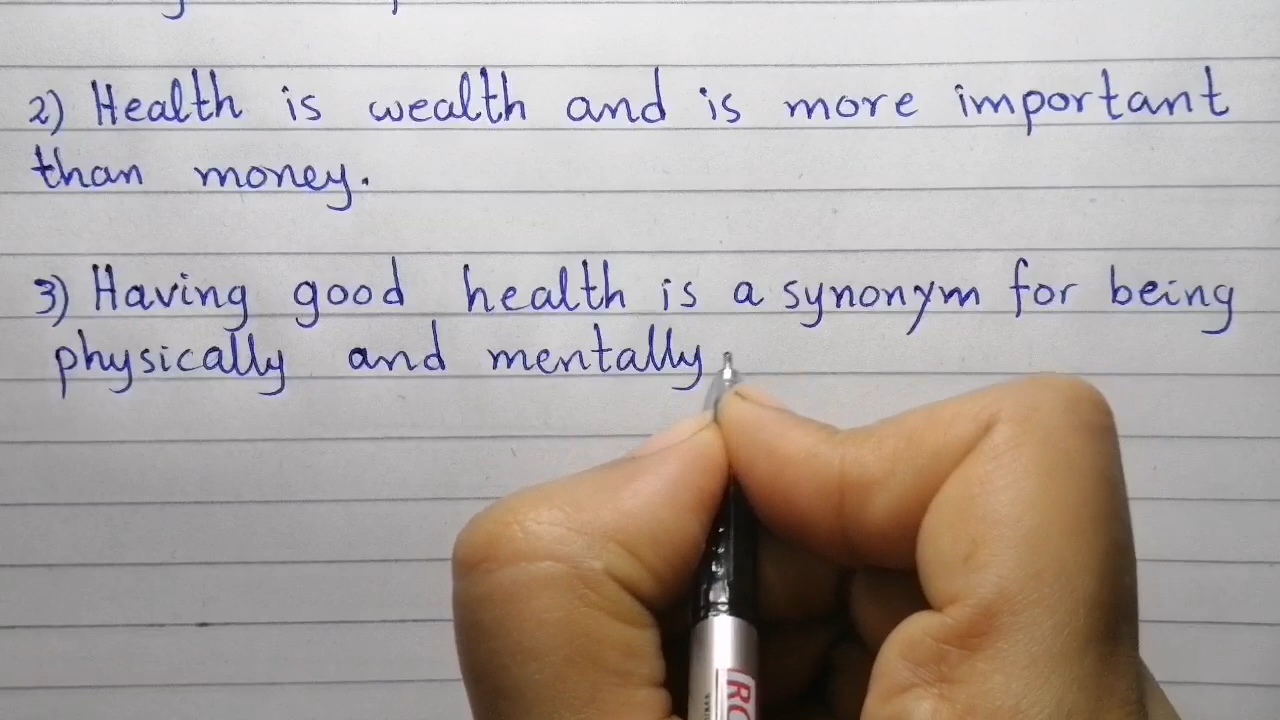 2) Health is wealth and is more important
than money.
3) Having good health is a synonym for being
physically and mentally